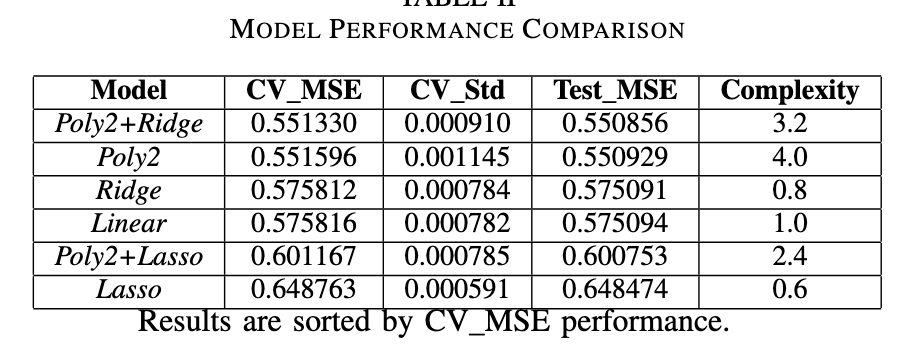 TABLE II
MODEL PERFORMANCE COMPARISON
Model CV_MSE CV_Std Test_MSE Complexity
Poly2+Ridge 0.551330 0.000910 0.550856 3.2
Poly2 0.551596 0.001145 0.550929 4.0
Ridge 0.575812 0.000784 0.575091 0.8
Linear 0.575816 0.000782 0.575094 1.0
Poly2+Lasso 0.601167 0.000785 0.600753 2.4
Lasso 0.648763 0.000591 0.648474 0.6
Results are sorted by CV_MSE performance.